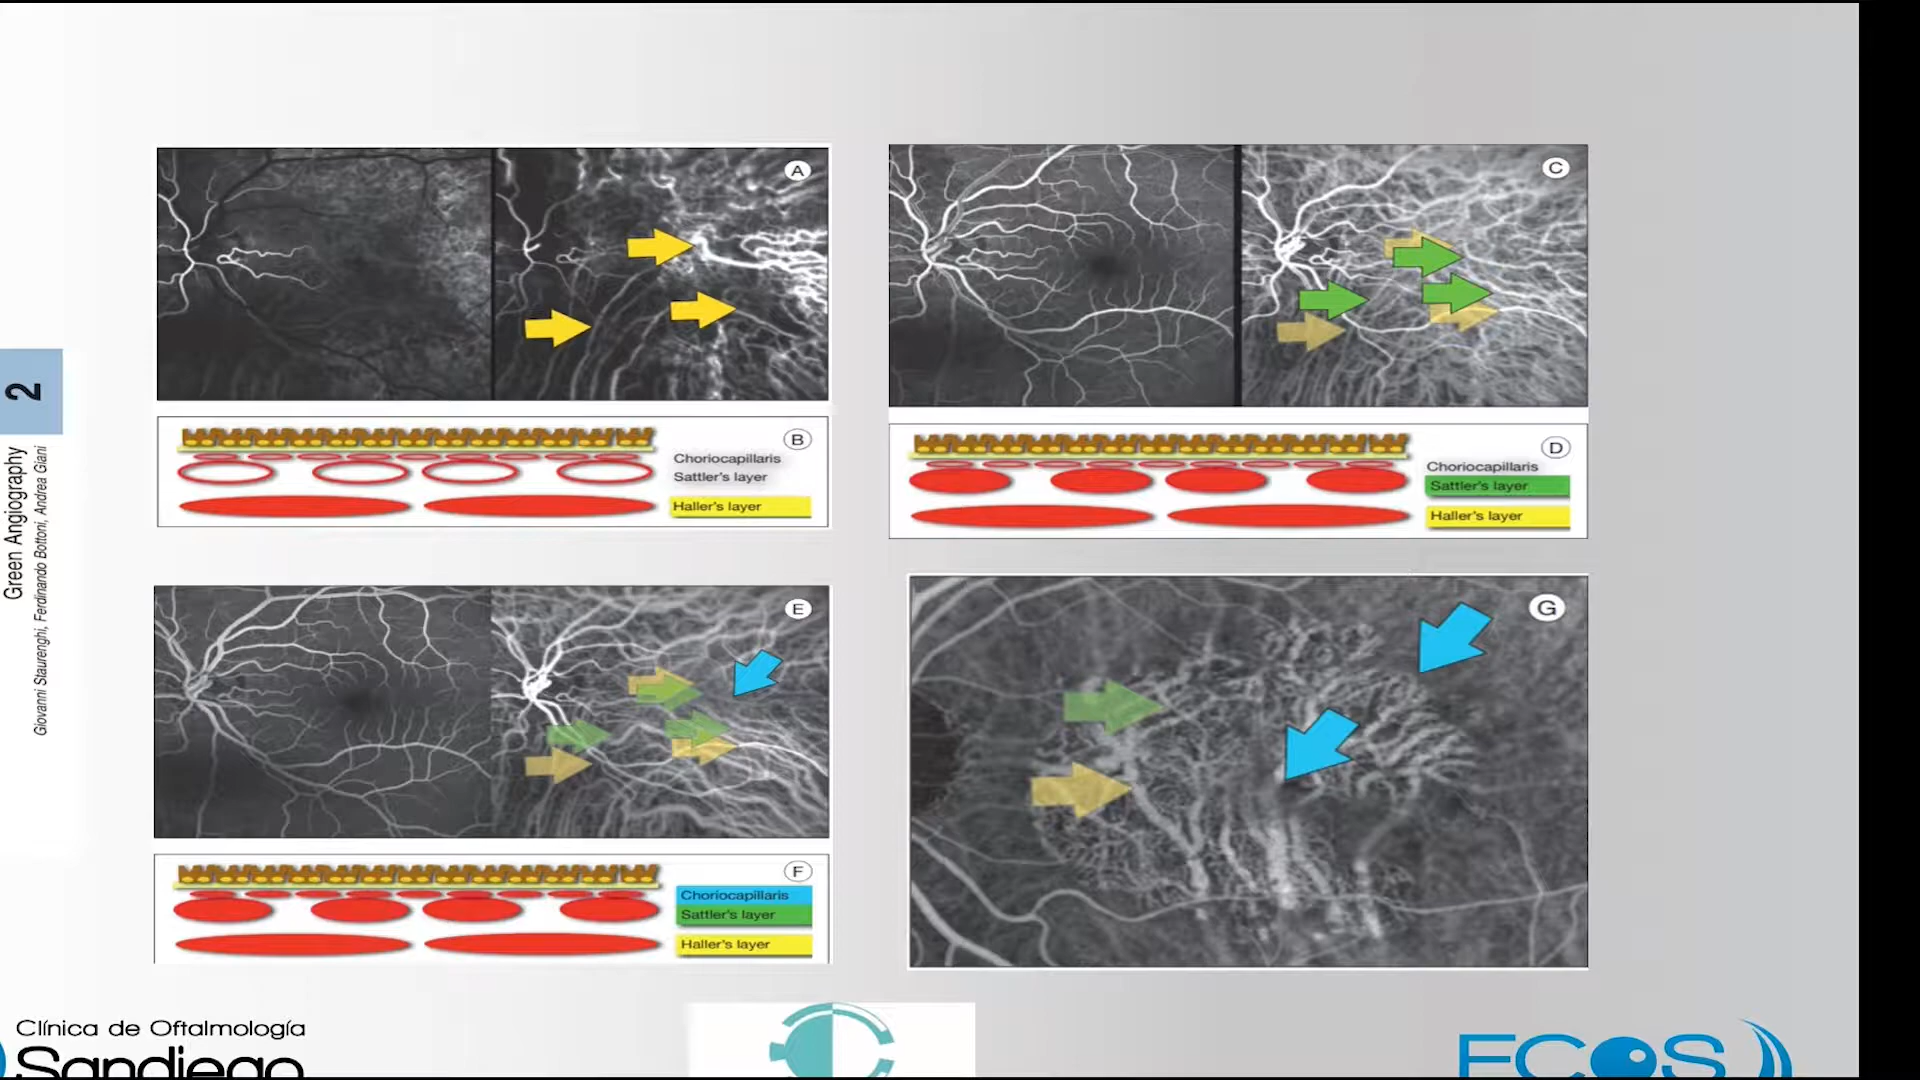 2
Green Angiography
Giovanni Staurenghi, Ferdinando Bottoni, Andrea Giani
A
B
Choriocapillaris
Sattler's layer
Haller's layer
C
D
Choriocapillaris
Sattler's layer
Haller's layer
E
F
Choriocapillaris
Sattler's layer
Haller's layer
G
Clínica de Oftalmología
Sandiego
FCOS